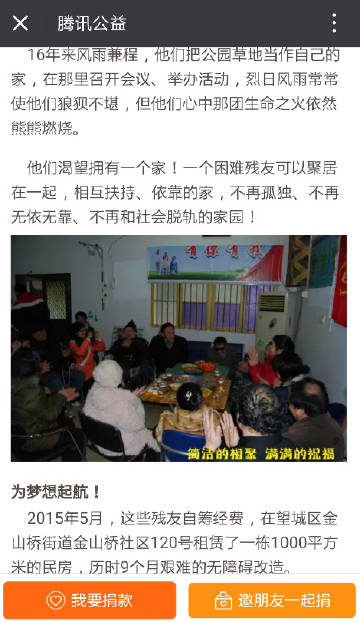 腾讯公益
16年来风雨兼程，他们把公园草地当作自己的
家，在那里召开会议、举办活动，烈日风雨常常
使他们狼狈不堪，但他们心中那团生命之火依然
熊熊燃烧。
他们渴望拥有一个家！一个困难残友可以聚居
在一起，相互扶持、依靠的家，不再孤独、不再
无依无靠、不再和社会脱轨的家园！
有你有我
简洁的相聚 满满的祝福
为梦想起航！
2015年5月，这些残友自筹经费，在望城区金
山桥街道金山桥社区120号租赁了一栋1000平方
米的民房，历时9个月艰难的无障碍改造。
我要捐款
邀朋友一起捐